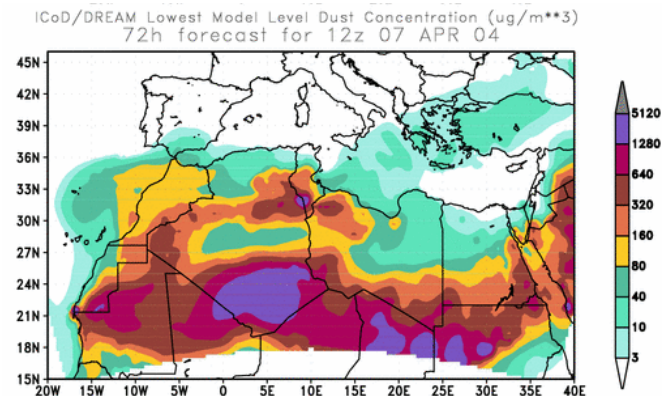 ICoD/DREAM Lowest Model Level Dust Concentration (ug/m**3)
72h forecast for 12z 07 APR 04
45N
42N
39N
36N
33N
30N
27N
24N
21N
18N
15N
20W
15W
10W
5W
0
5E
10E
15E
20E
25E
30E
35E
40E
5120
1280
640
320
160
80
40
10
3